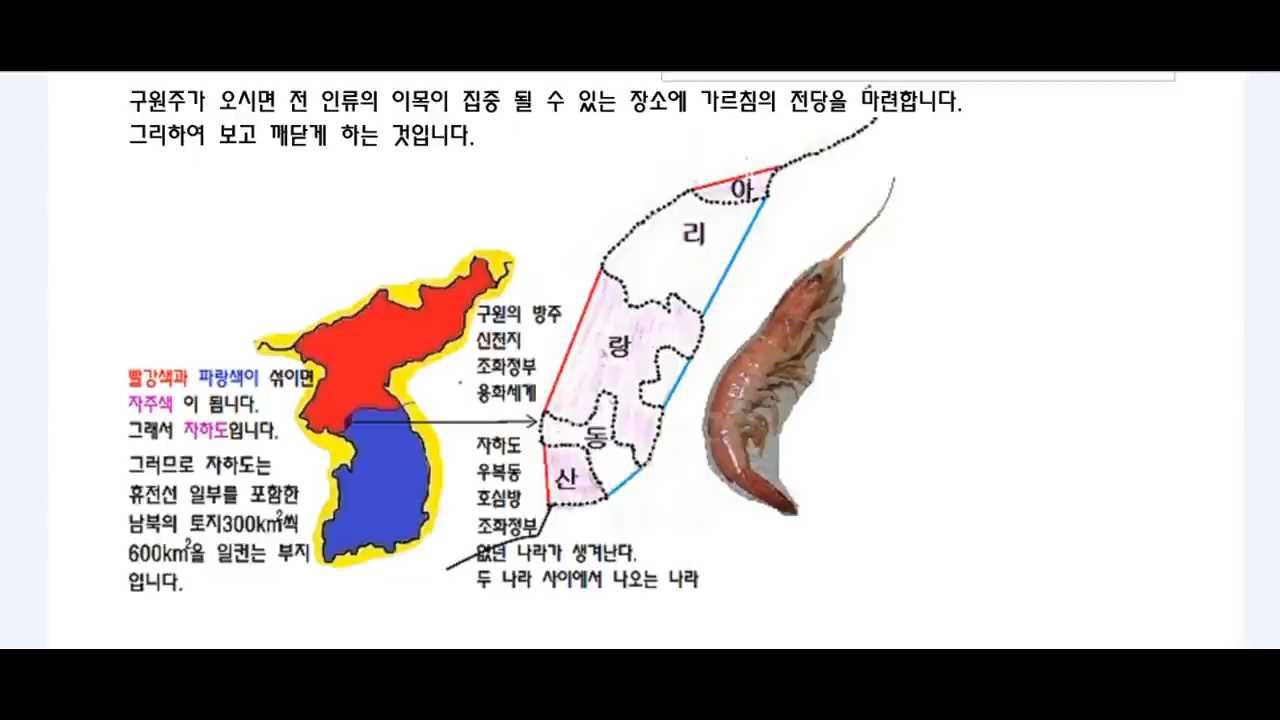 구원주가 오시면 전 인류의 이목이 집중 될 수 있는 장소에 가르침의 전당을 마련합니다.
그리하여 보고 깨닫게 하는 것입니다.
아
리
랑
동
산
구원의 방주
신천지
조화정부
용화세계
빨강색과 파랑색이 섞이면
자주색 이 됩니다.
그래서 자하도입니다.
그러므로 자하도는
휴전선 일부를 포함한
남북의 토지300km²씩
600km²을 일컫는 부지
입니다.
자하도
우복동
호심방
조화정부
없던 나라가 생겨난다.
두 나라 사이에서 나오는 나라